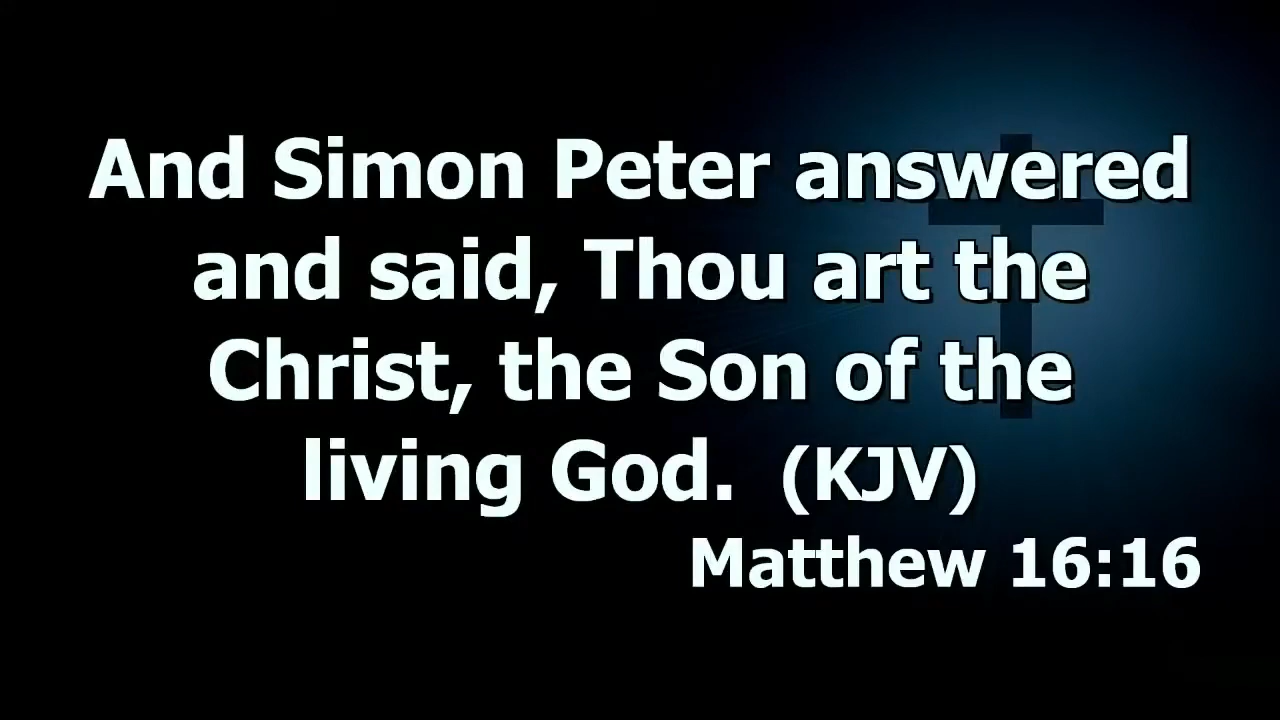 And Simon Peter answered
and said, Thou art the
Christ, the Son of the
living God. (KJV)
Matthew 16:16